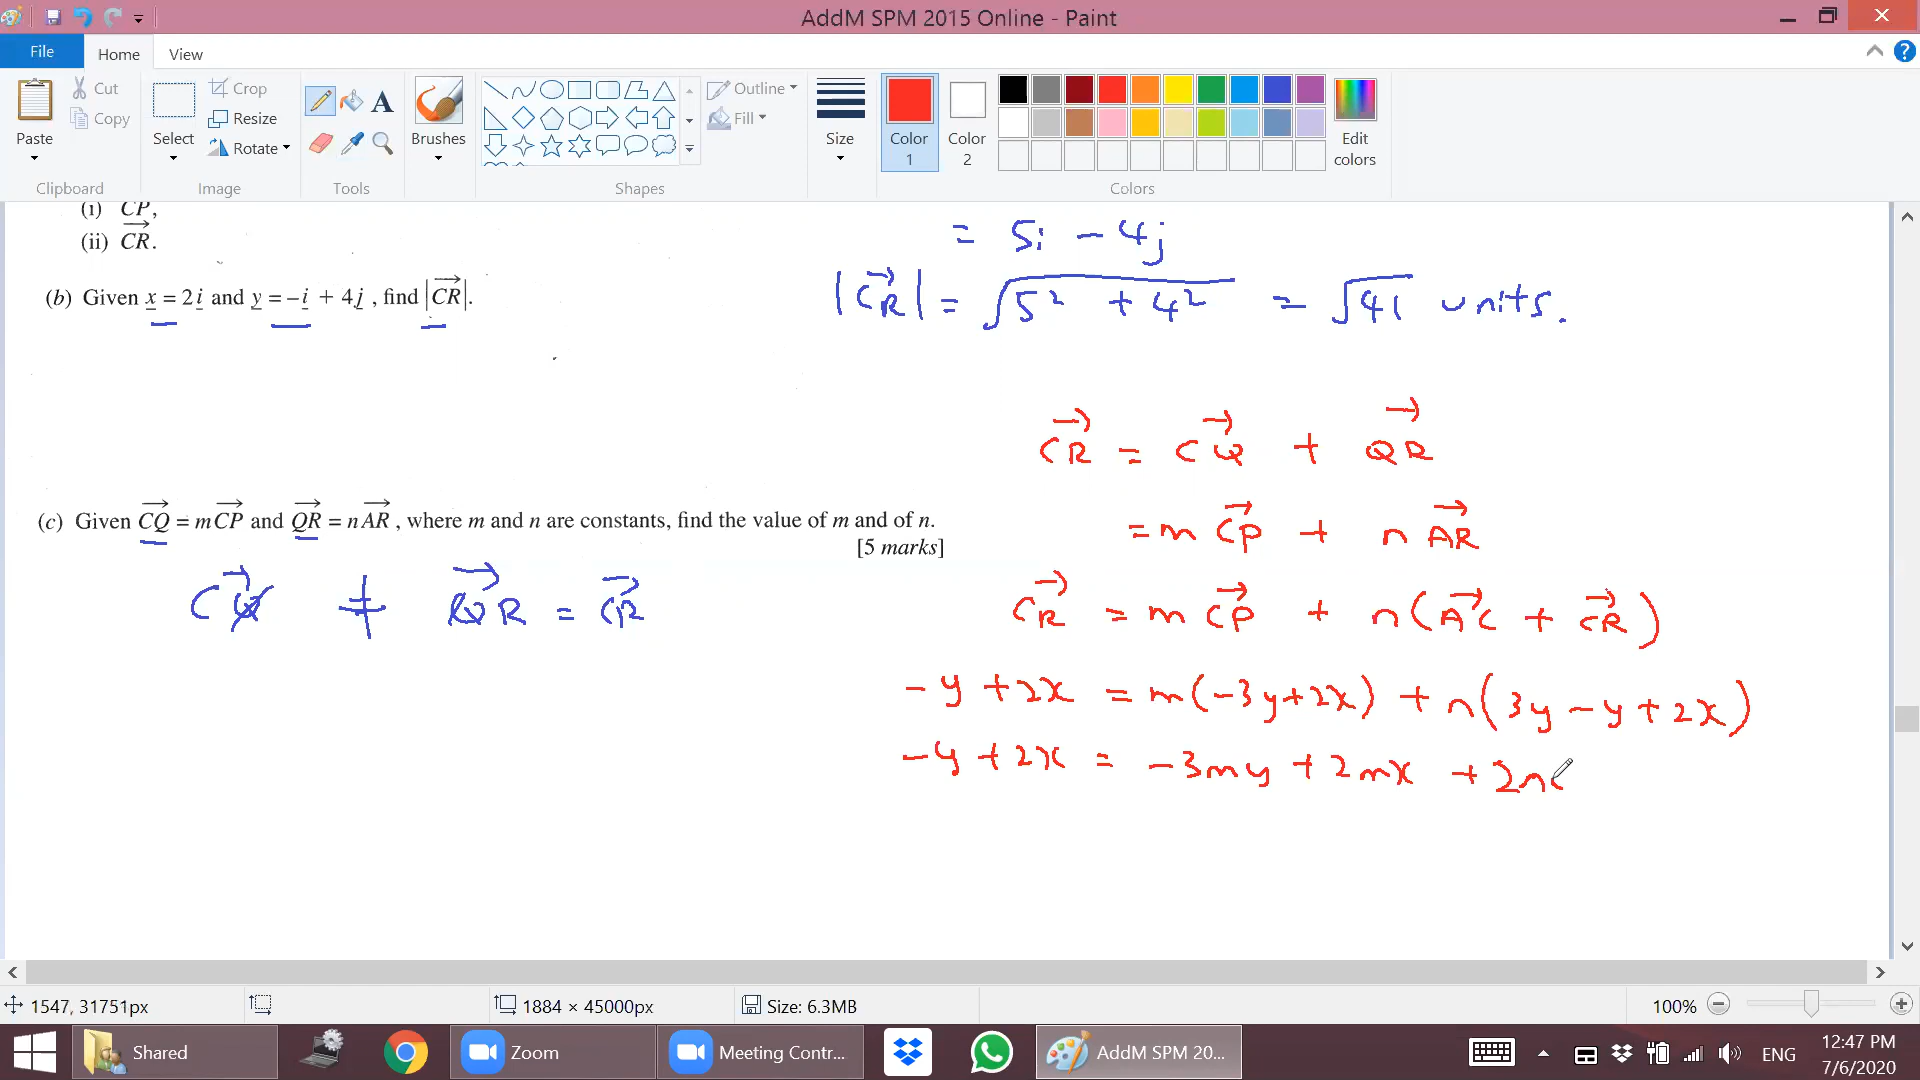 AddM SPM 2015 Online - Paint
File Home View
Paste Cut Copy Clipboard
Select Crop Resize Rotate Image
Tools
Brushes
Shapes Outline Fill
Size
Color 1 Color 2 Edit colors Colors
(i) CP,
(ii) CR.
= 5i - 4j
(b) Given x = 2i and y = –i + 4j, find |CR|.
|CR| = √5² + 4² = √41 units.
CR = CQ + QR
(c) Given CQ = mCP and QR = nAR, where m and n are constants, find the value of m and of n.
[5 marks]
= m CP + n AR
CQ + QR = CR
CR = m CP + n(AC + CR)
-y + 2x = m(-3y + 2x) + n(3y - y + 2x)
-y + 2x = -3my + 2mx + 2n
1547, 31751px 1884 × 45000px Size: 6.3MB 100%
Shared Zoom Meeting Contr... AddM SPM 20... ENG 12:47 PM
7/6/2020